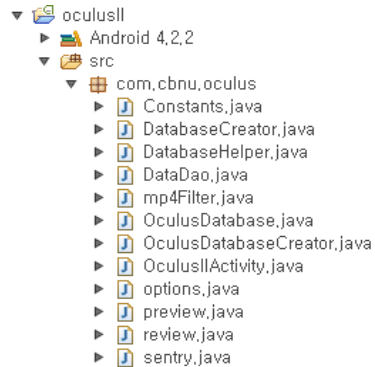 oculusII
Android 4.2.2
src
com.cbnu.oculus
Constants.java
DatabaseCreator.java
DatabaseHelper.java
DataDao.java
mp4Filter.java
OculusDatabase.java
OculusDatabaseCreator.java
OculusIIActivity.java
options.java
preview.java
review.java
sentry.java